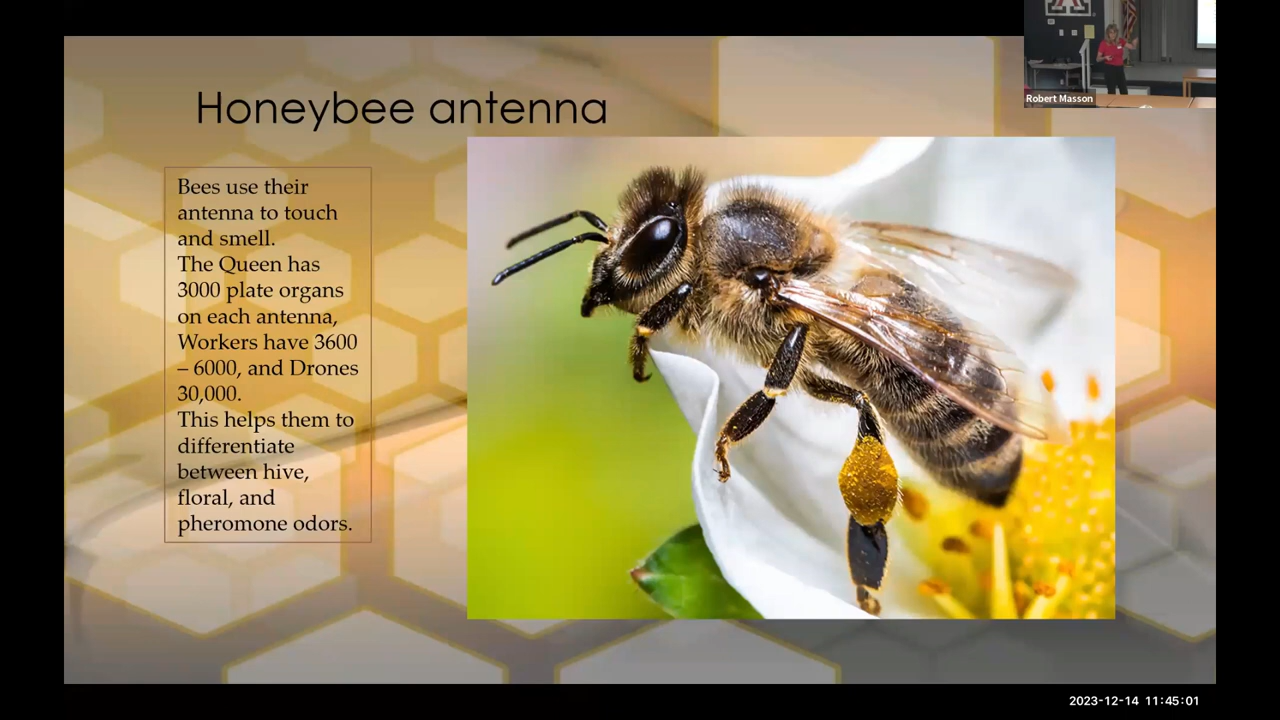 Honeybee antenna
Bees use their
antenna to touch
and smell.
The Queen has
3000 plate organs
on each antenna,
Workers have 3600
– 6000, and Drones
30,000.
This helps them to
differentiate
between hive,
floral, and
pheromone odors.
A
Robert Masson
2023-12-14 11:45:01